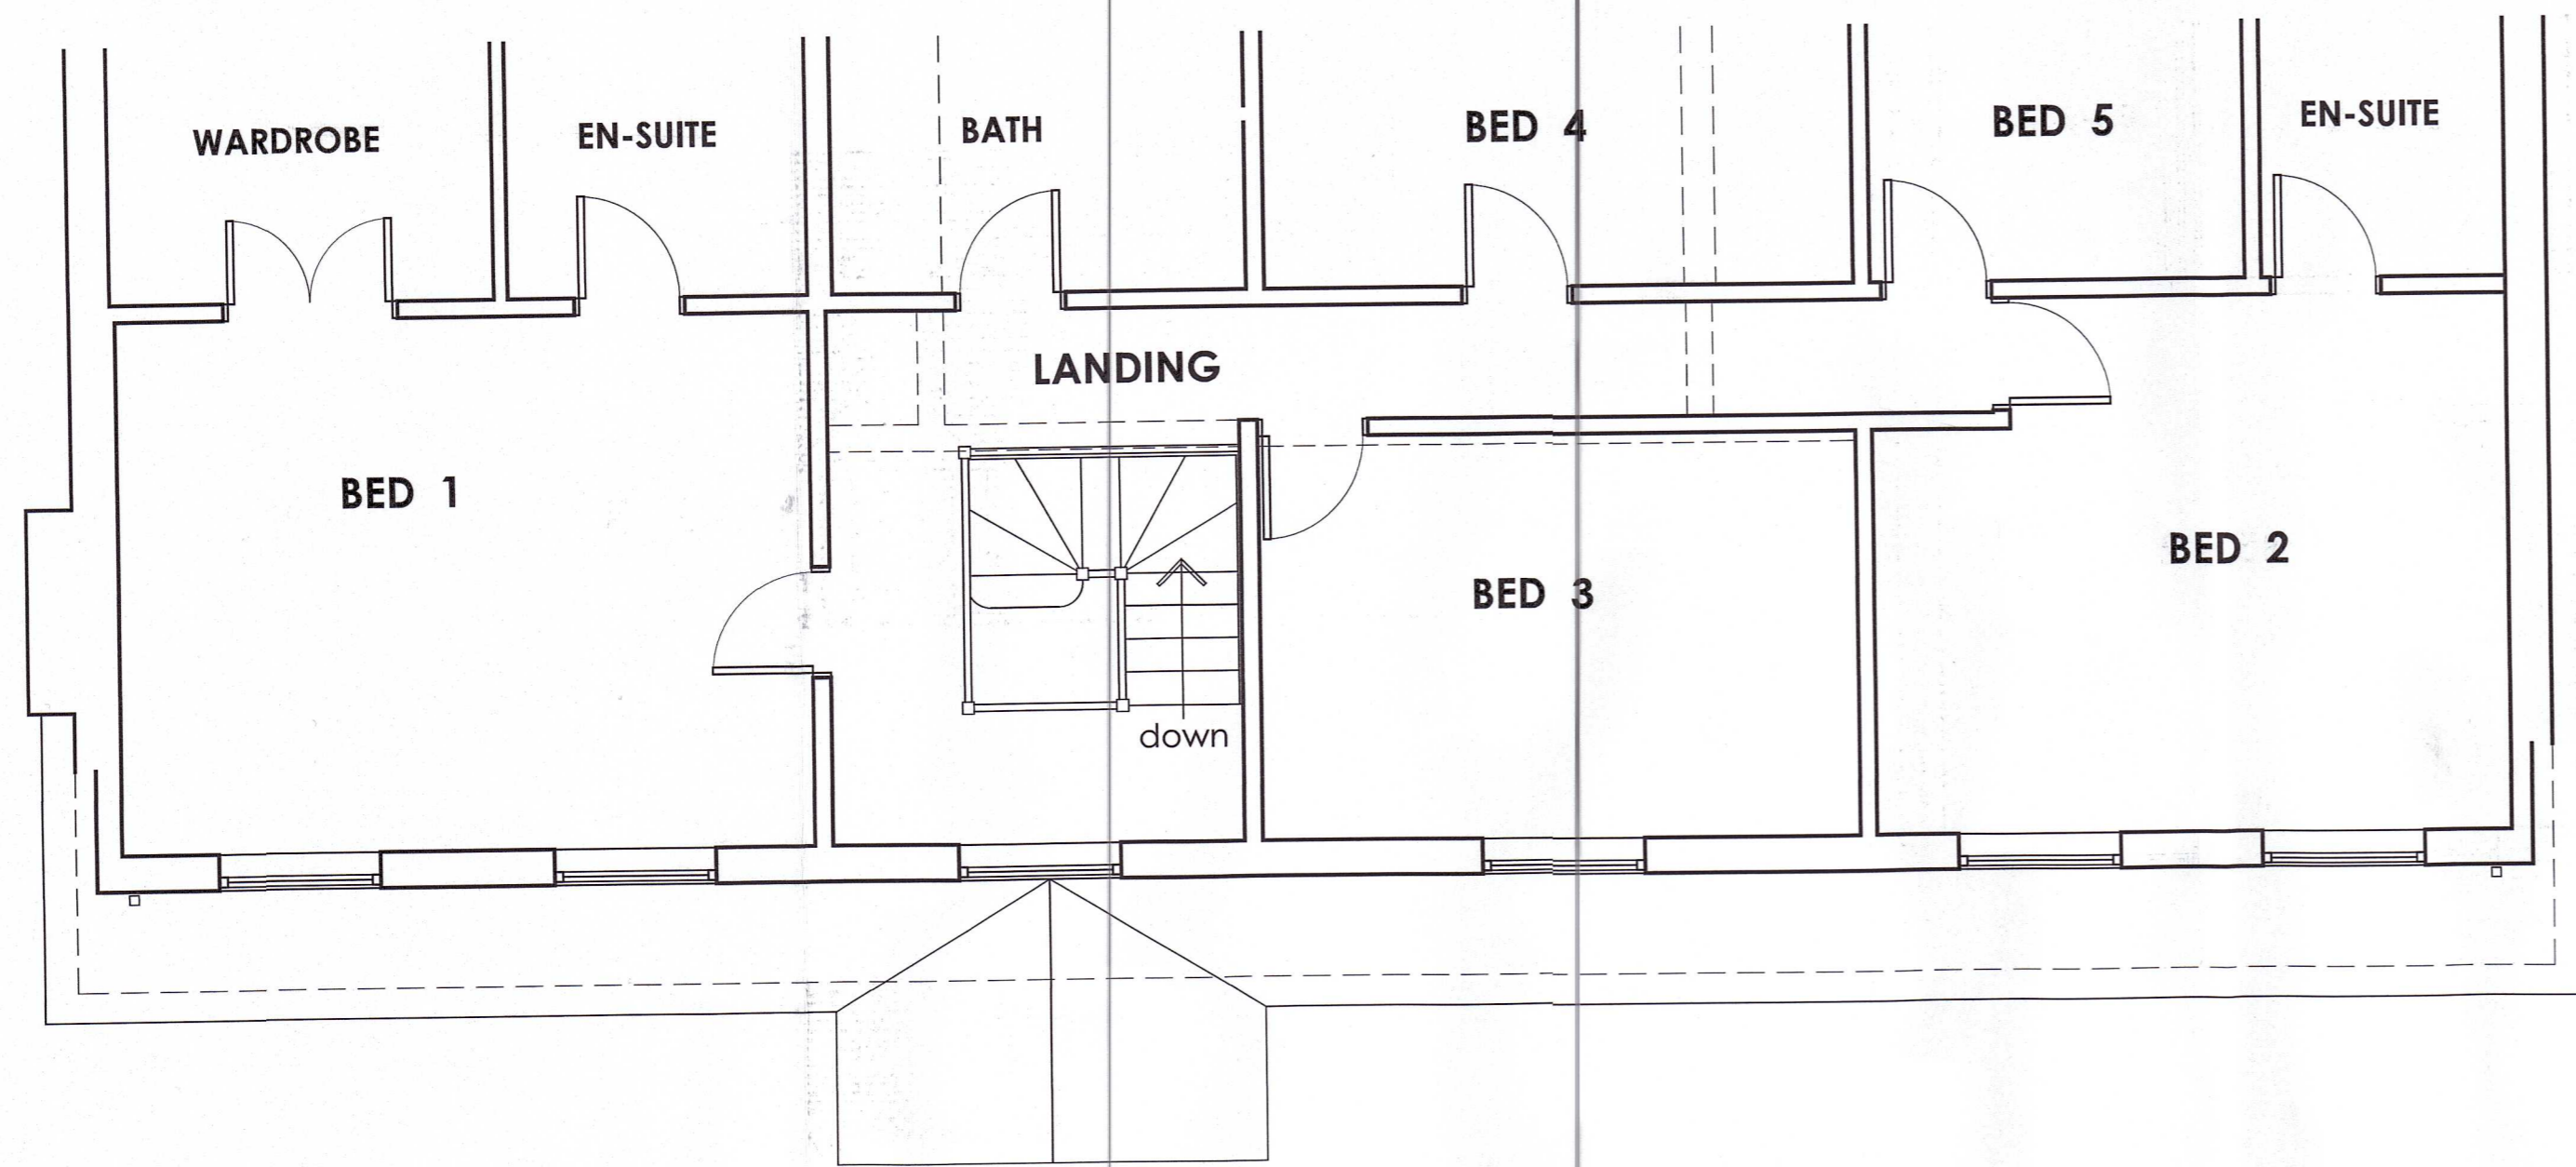 WARDROBE
EN-SUITE
BATH
BED 4
BED 5
EN-SUITE
LANDING
BED 1
BED 3
BED 2
down